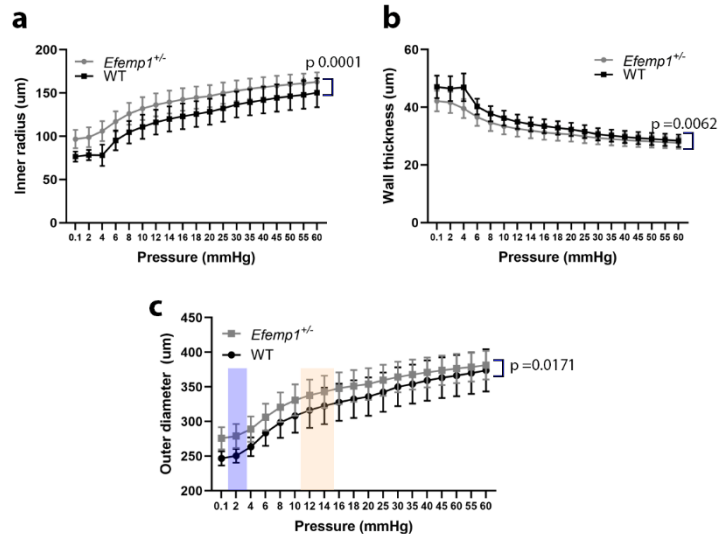 a
200
150
100
50
0
Inner radius (um)
Efemp1+/-
WT
p 0.0001
0.1 2 4 6 8 10 12 14 16 18 20 25 30 35 40 45 50 55 60
Pressure (mmHg)
b
60
40
20
0
Wall thickness (um)
Efemp1+/-
WT
p =0.0062
0.1 2 4 6 8 10 12 14 16 18 20 25 30 35 40 45 50 55 60
Pressure (mmHg)
c
450
400
350
300
250
200
Outer diameter (um)
Efemp1+/-
WT
p =0.0171
0.1 2 4 6 8 10 12 14 16 18 20 25 30 35 40 45 60 55 60
Pressure (mmHg)